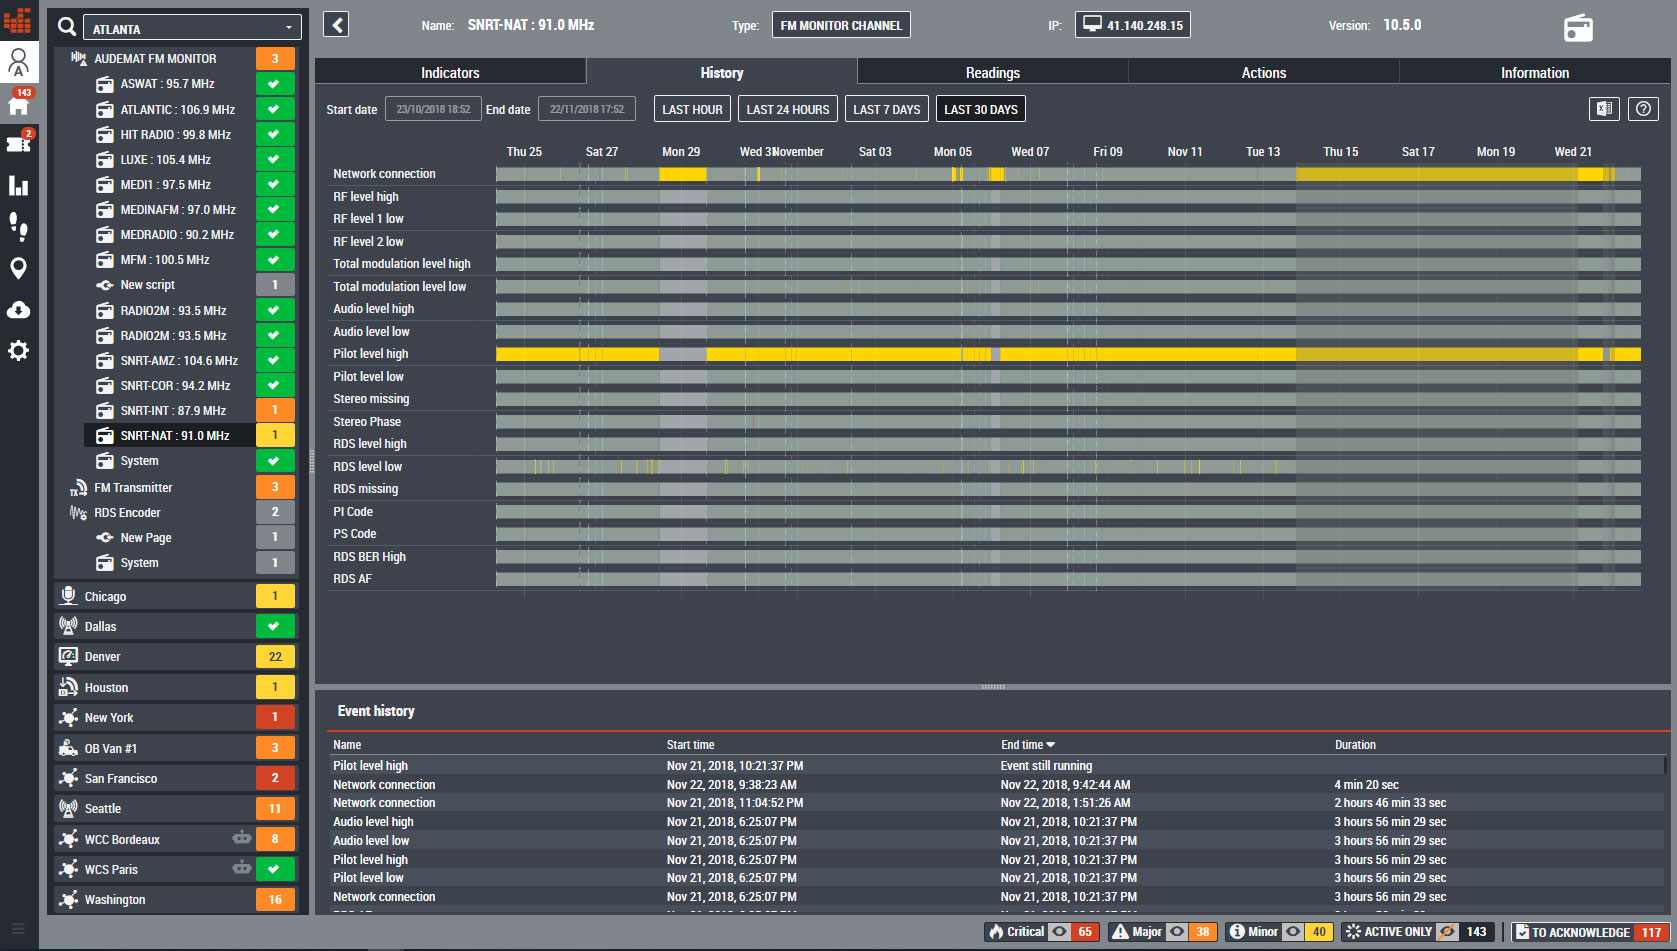 143
2
ATLANTA
AUDEMAT FM MONITOR 3
ASWAT : 95.7 MHz
ATLANTIC : 106.9 MHz
HIT RADIO : 99.8 MHz
LUXE : 105.4 MHz
MEDI1 : 97.5 MHz
MEDINAFM : 97.0 MHz
MEDRADIO : 90.2 MHz
MFM : 100.5 MHz
New script 1
RADIO2M : 93.5 MHz
RADIO2M : 93.5 MHz
SNRT-AMZ : 104.6 MHz
SNRT-COR : 94.2 MHz
SNRT-INT : 87.9 MHz 1
SNRT-NAT : 91.0 MHz 1
System
FM Transmitter 3
RDS Encoder 2
New Page 1
System 1
Chicago 1
Dallas
Denver 22
Houston 1
New York 1
OB Van #1 3
San Francisco 2
Seattle 11
WCC Bordeaux 8
WCS Paris
Washington 16
Name: SNRT-NAT : 91.0 MHz Type: FM MONITOR CHANNEL IP: 41.140.248.15 Version: 10.5.0
Indicators History Readings Actions Information
Start date 23/10/2018 18:52 End date 22/11/2018 17:52 LAST HOUR LAST 24 HOURS LAST 7 DAYS LAST 30 DAYS
Thu 25 Sat 27 Mon 29 Wed 31 November Sat 03 Mon 05 Wed 07 Fri 09 Nov 11 Tue 13 Thu 15 Sat 17 Mon 19 Wed 21
Network connection
RF level high
RF level 1 low
RF level 2 low
Total modulation level high
Total modulation level low
Audio level high
Audio level low
Pilot level high
Pilot level low
Stereo missing
Stereo Phase
RDS level high
RDS level low
RDS missing
PI Code
PS Code
RDS BER High
RDS AF
Event history
Name Start time End time Duration
Pilot level high Nov 21, 2018, 10:21:37 PM Event still running
Network connection Nov 22, 2018, 9:38:23 AM Nov 22, 2018, 9:42:44 AM 4 min 20 sec
Network connection Nov 21, 2018, 11:04:52 PM Nov 22, 2018, 1:51:26 AM 2 hours 46 min 33 sec
Audio level high Nov 21, 2018, 6:25:07 PM Nov 21, 2018, 10:21:37 PM 3 hours 56 min 29 sec
Audio level low Nov 21, 2018, 6:25:07 PM Nov 21, 2018, 10:21:37 PM 3 hours 56 min 29 sec
Pilot level high Nov 21, 2018, 6:25:07 PM Nov 21, 2018, 10:21:37 PM 3 hours 56 min 29 sec
Pilot level low Nov 21, 2018, 6:25:07 PM Nov 21, 2018, 10:21:37 PM 3 hours 56 min 29 sec
Network connection Nov 21, 2018, 6:25:07 PM Nov 21, 2018, 10:21:37 PM 3 hours 56 min 29 sec
Critical 65 Major 38 Minor 40 ACTIVE ONLY 143 TO ACKNOWLEDGE 117